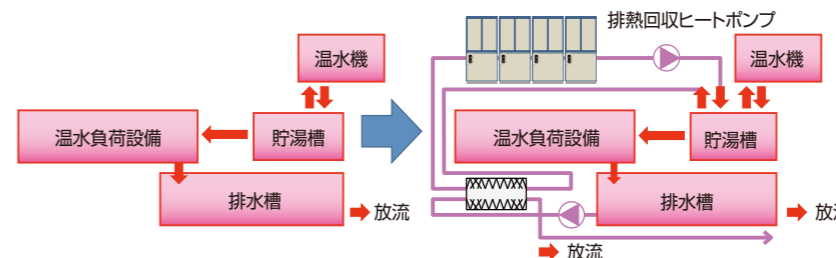 排熱回収ヒートポンプ
温水機
温水機
温水負荷設備
貯湯槽
温水負荷設備
貯湯槽
排水槽
放流
排水槽
放流
放流